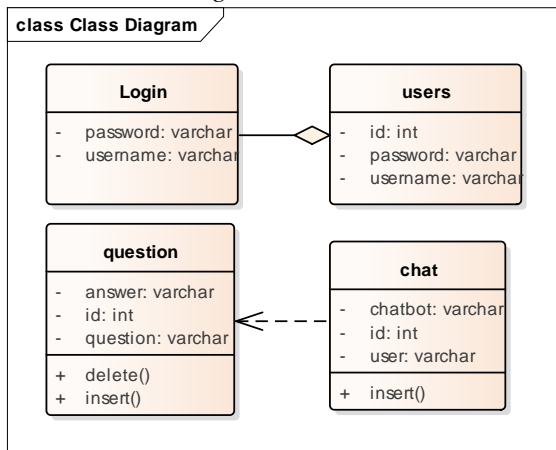 class Class Diagram
Login
- password: varchar
- username: varchar
users
- id: int
- password: varchar
- username: varchar
question
- answer: varchar
- id: int
- question: varchar
+ delete()
+ insert()
chat
- chatbot: varchar
- id: int
- user: varchar
+ insert()